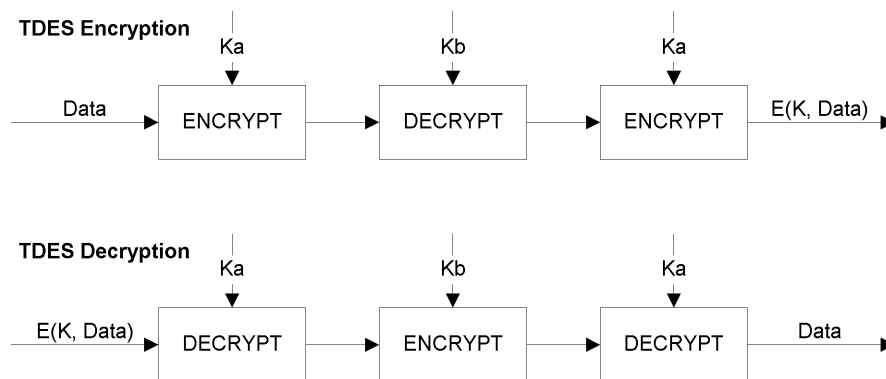 TDES Encryption
Ka Kb Ka
Data ENCRYPT DECRYPT ENCRYPT E(K, Data)
TDES Decryption
Ka Kb Ka
E(K, Data) DECRYPT ENCRYPT DECRYPT Data